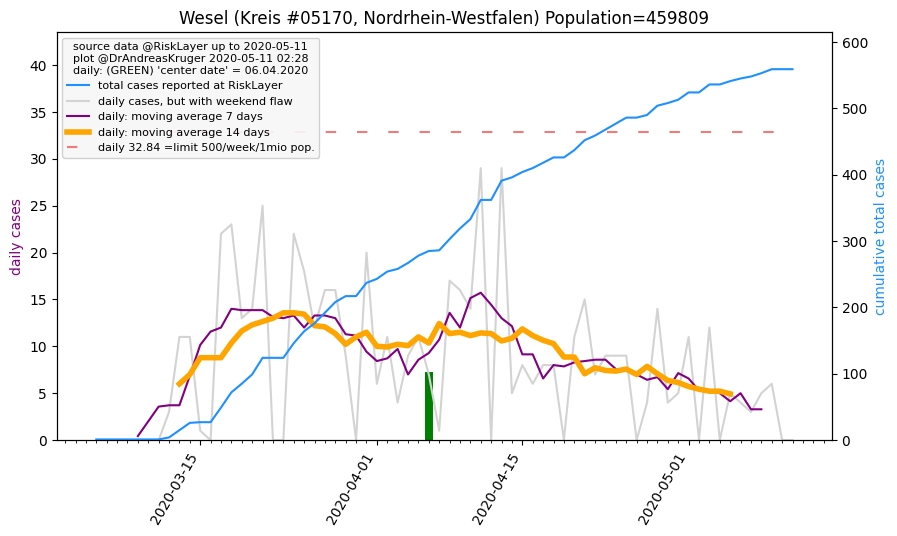 Wesel (Kreis #05170, Nordrhein-Westfalen) Population=459809
source data @RiskLayer up to 2020-05-11
plot @DrAndreasKruger 2020-05-11 02:28
daily: (GREEN) 'center date' = 06.04.2020
total cases reported at RiskLayer
daily cases, but with weekend flaw
daily: moving average 7 days
daily: moving average 14 days
daily 32.84 =limit 500/week/1mio pop.
daily cases
40
35
30
25
20
15
10
5
0
cumulative total cases
600
500
400
300
200
100
0
2020-03-15
2020-04-01
2020-04-15
2020-05-01